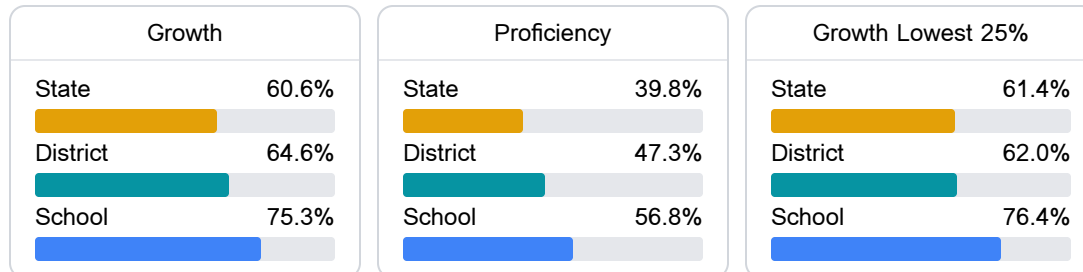 Growth
State 60.6%
District 64.6%
School 75.3%
Proficiency
State 39.8%
District 47.3%
School 56.8%
Growth Lowest 25%
State 61.4%
District 62.0%
School 76.4%